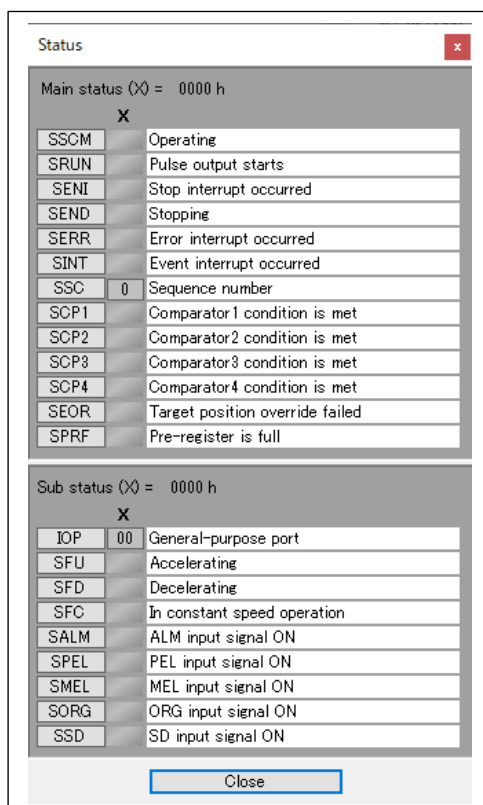 Status
x
Main status (X) = 0000 h
X
SSCM Operating
SRUN Pulse output starts
SENI Stop interrupt occurred
SEND Stopping
SERR Error interrupt occurred
SINT Event interrupt occurred
SSC 0 Sequence number
SCP1 Comparator1 condition is met
SCP2 Comparator2 condition is met
SCP3 Comparator3 condition is met
SCP4 Comparator4 condition is met
SEOR Target position override failed
SPRF Pre-register is full
Sub status (X) = 0000 h
X
IOP 00 General-purpose port
SFU Accelerating
SFD Decelerating
SFC In constant speed operation
SALM ALM input signal ON
SPEL PEL input signal ON
SMEL MEL input signal ON
SORG ORG input signal ON
SSD SD input signal ON
Close